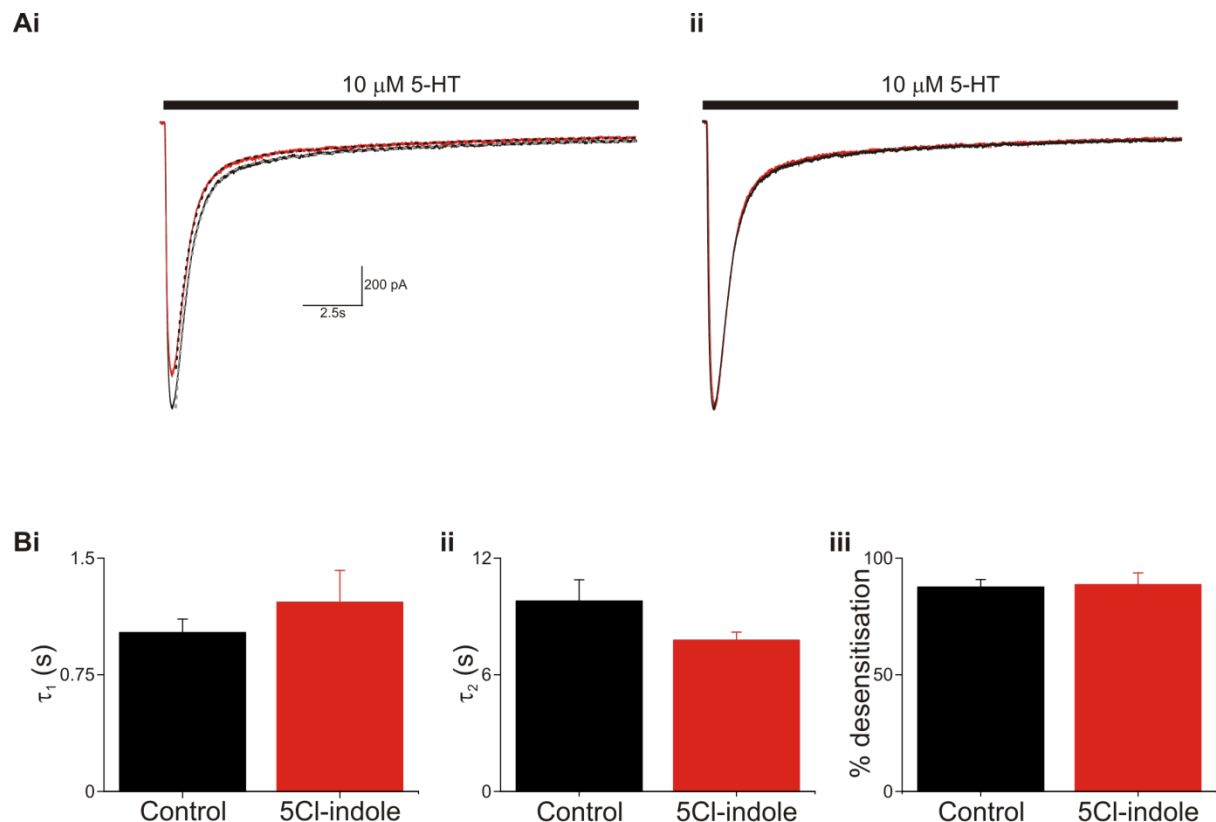 Ai
ii
10 μM 5-HT
10 μM 5-HT
200 pA
2.5s
Bi
ii
iii
1.5
0.75
0
τ₁ (s)
Control
5Cl-indole
12
6
0
τ₂ (s)
Control
5Cl-indole
100
50
0
% desensitisation
Control
5Cl-indole